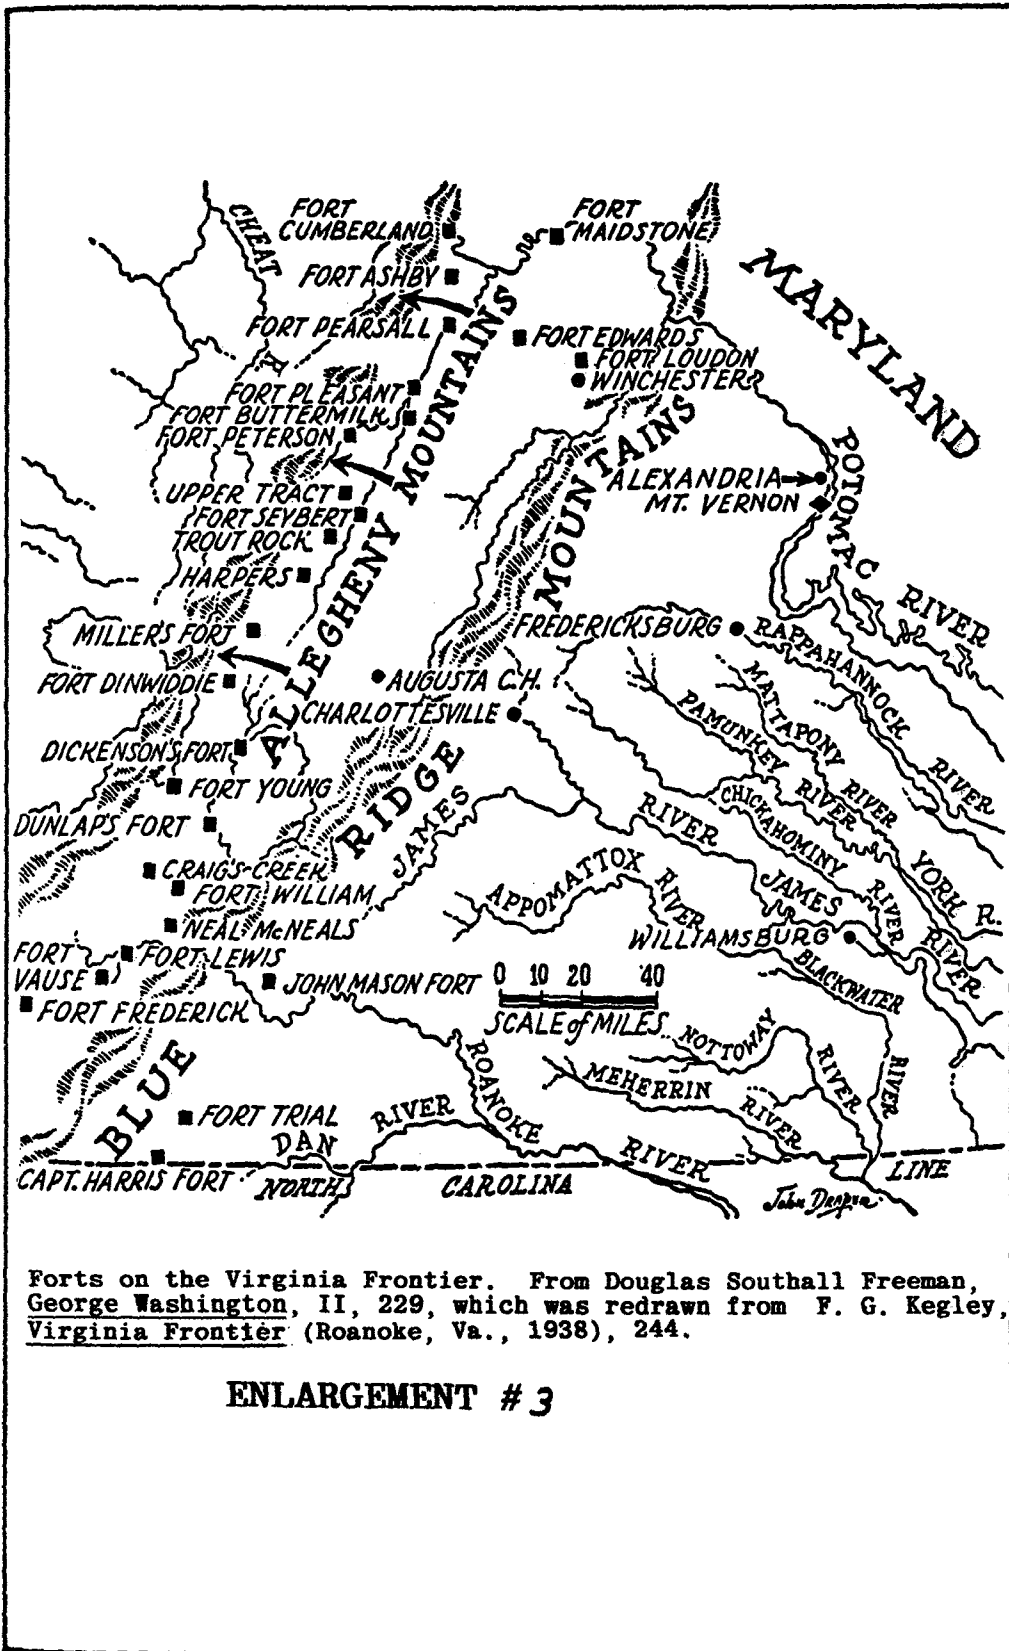 FORT
CUMBERLAND
FORT
MAIDSTONE
CHEAT
MARYLAND
FORT ASHBY
FORT PEARSALL
FORT EDWARDS
FORT LOUDON
WINCHESTER
FORT PLEASANT
FORT BUTTERMILK
FORT PETERSON
UPPER TRACT
FORT SEYBERT
TROUT ROCK
HARPERS
ALLEGHENY MOUNTAINS
ALEXANDRIA
MT. VERNON
POTOMAC RIVER
MILLER'S FORT
FORT DINWIDDIE
FREDERICKSBURG
RAPPAHANNOCK RIVER
AUGUSTA C.H.
CHARLOTTESVILLE
MATTAPONY RIVER
PAMUNKEY RIVER
DICKENSON'S FORT
FORT YOUNG
DUNLAP'S FORT
BLUE RIDGE MOUNTAINS
JAMES RIVER
CHICKAHOMINY RIVER
YORK R.
CRAIG'S CREEK
FORT WILLIAM
NEAL McNEALS
APPOMATTOX RIVER
JAMES RIVER
WILLIAMSBURG
FORT
VAUSE
FORT LEWIS
JOHN MASON FORT
FORT FREDERICK
0 10 20 40
SCALE of MILES
BLACKWATER RIVER
NOTTOWAY RIVER
MEHERRIN RIVER
ROANOKE RIVER
FORT TRIAL
DAN RIVER
CAPT. HARRIS FORT
NORTH CAROLINA LINE
John Draper
Forts on the Virginia Frontier. From Douglas Southall Freeman,
George Washington, II, 229, which was redrawn from F. G. Kegley,
Virginia Frontier (Roanoke, Va., 1938), 244.
ENLARGEMENT #3